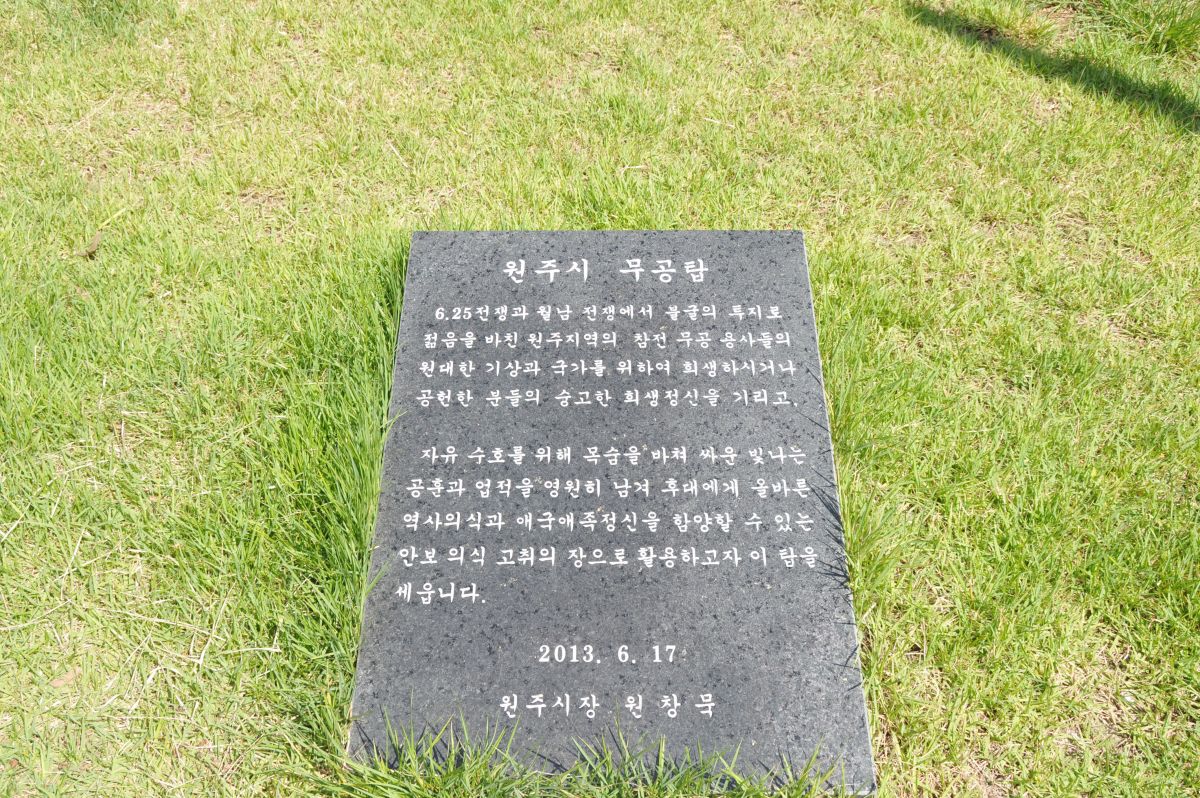 원주시 무공탑
6.25전쟁과 월남 전쟁에서 불굴의 투지로
젊음을 바친 원주지역의 참전 무공 용사들의
원대한 기상과 국가를 위하여 희생하시거나
공헌한 분들의 숭고한 희생정신을 기리고,
자유 수호를 위해 목숨을 바쳐 싸운 빛나는
공훈과 업적을 영원히 남겨 후대에게 올바른
역사의식과 애국애족정신을 함양할 수 있는
안보 의식 고취의 장으로 활용하고자 이 탑을
세웁니다.
2013. 6. 17
원주시장 원창묵